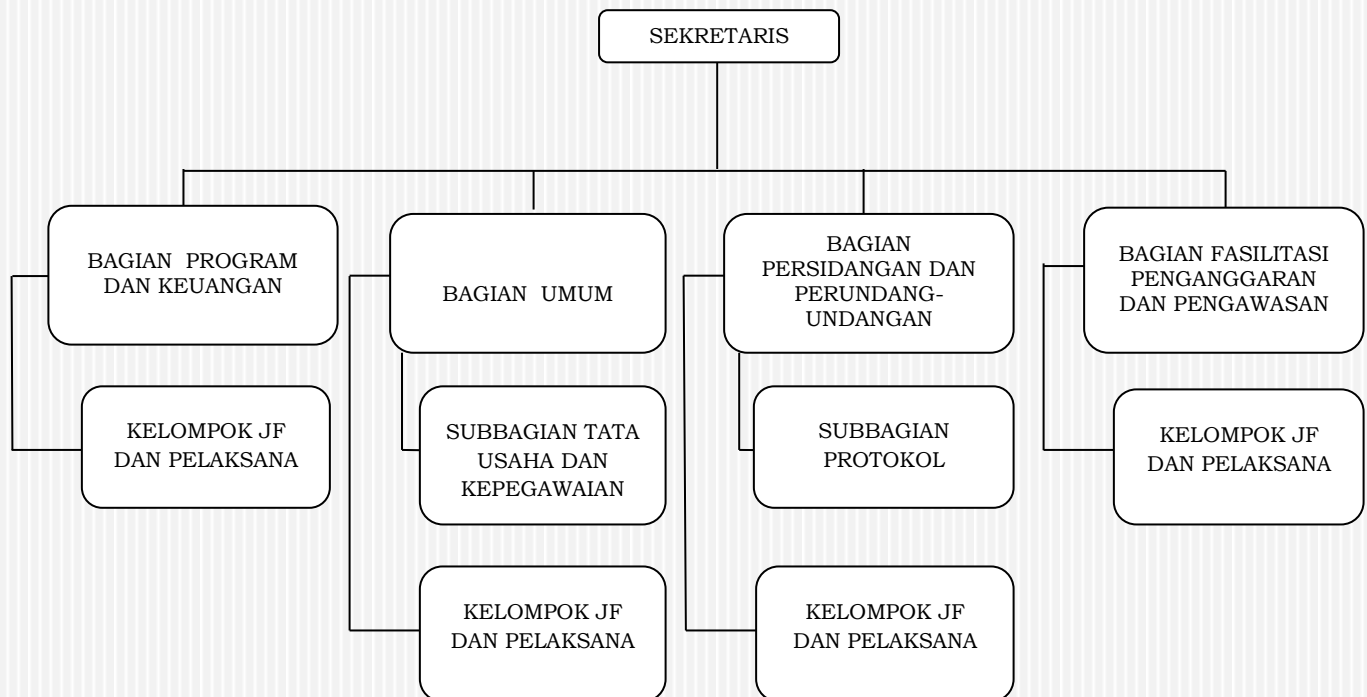 SEKRETARIS
BAGIAN PROGRAM
DAN KEUANGAN
BAGIAN UMUM
BAGIAN
PERSIDANGAN DAN
PERUNDANG-
UNDANGAN
BAGIAN FASILITASI
PENGANGGARAN
DAN PENGAWASAN
KELOMPOK JF
DAN PELAKSANA
SUBBAGIAN TATA
USAHA DAN
KEPEGAWAIAN
SUBBAGIAN
PROTOKOL
KELOMPOK JF
DAN PELAKSANA
KELOMPOK JF
DAN PELAKSANA
KELOMPOK JF
DAN PELAKSANA